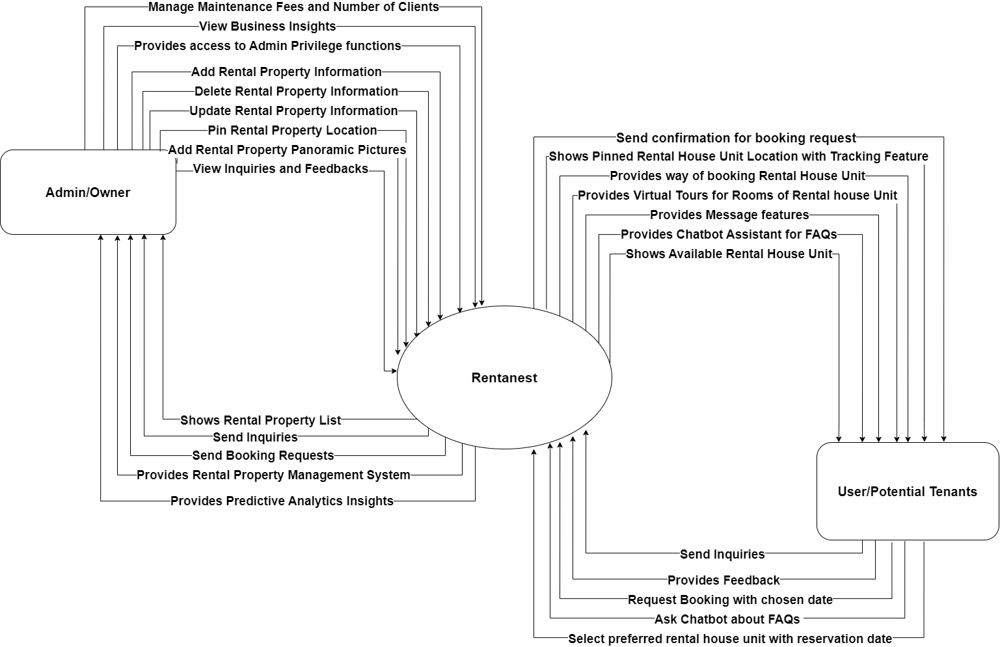 Manage Maintenance Fees and Number of Clients
View Business Insights
Provides access to Admin Privilege functions
Add Rental Property Information
Delete Rental Property Information
Update Rental Property Information
Pin Rental Property Location
Add Rental Property Panoramic Pictures
View Inquiries and Feedbacks
Admin/Owner
Send confirmation for booking request
Shows Pinned Rental House Unit Location with Tracking Feature
Provides way of booking Rental House Unit
Provides Virtual Tours for Rooms of Rental house Unit
Provides Message features
Provides Chatbot Assistant for FAQs
Shows Available Rental House Unit
Rentanest
Shows Rental Property List
Send Inquiries
Send Booking Requests
Provides Rental Property Management System
Provides Predictive Analytics Insights
User/Potential Tenants
Send Inquiries
Provides Feedback
Request Booking with chosen date
Ask Chatbot about FAQs
Select preferred rental house unit with reservation date